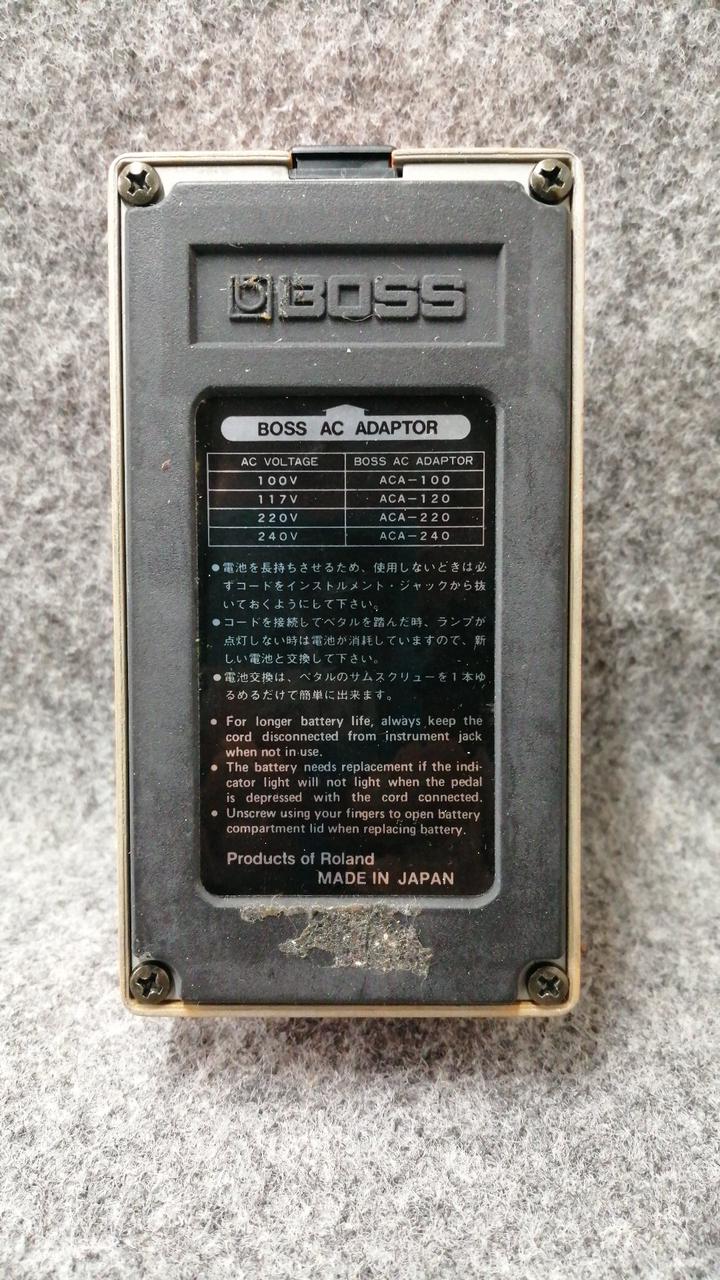 BOSS
BOSS AC ADAPTOR
AC VOLTAGE BOSS AC ADAPTOR
100V ACA-100
117V ACA-120
220V ACA-220
240V ACA-240
●電池を長持ちさせるため、使用しないときは必
ずコードをインストルメント・ジャックから抜
いておくようにして下さい。
●コードを接続してペダルを踏んだ時、ランプが
点灯しない時は電池が消耗していますので、新
しい電池と交換して下さい。
●電池交換は、ペダルのサムスクリューを1本ゆ
るめるだけで簡単に出来ます。
● For longer battery life, always keep the
cord disconnected from instrument jack
when not in use.
● The battery needs replacement if the indi-
cator light will not light when the pedal
is depressed with the cord connected.
● Unscrew using your fingers to open battery
compartment lid when replacing battery.
Products of Roland
MADE IN JAPAN